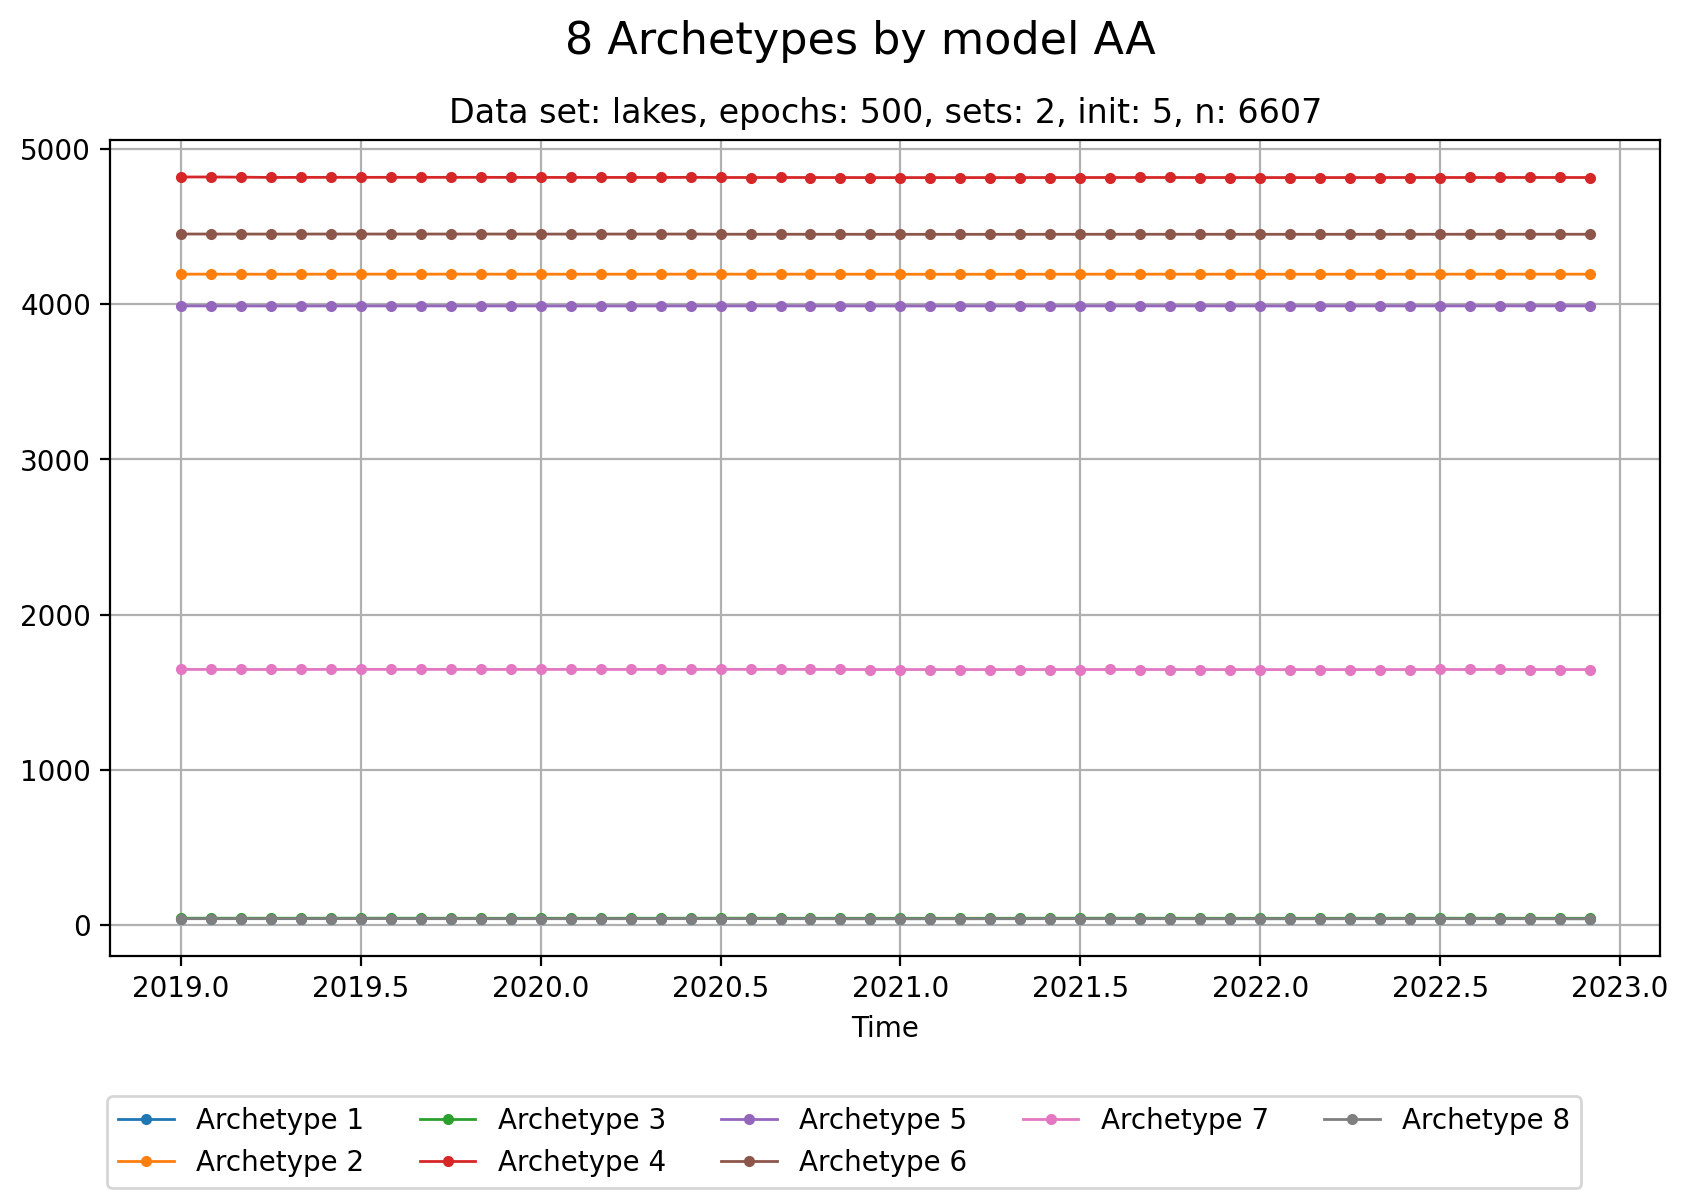 8 Archetypes by model AA
Data set: lakes, epochs: 500, sets: 2, init: 5, n: 6607
5000
4000
3000
2000
1000
0
2019.0 2019.5 2020.0 2020.5 2021.0 2021.5 2022.0 2022.5 2023.0
Time
Archetype 1 Archetype 3 Archetype 5 Archetype 7 Archetype 8
Archetype 2 Archetype 4 Archetype 6